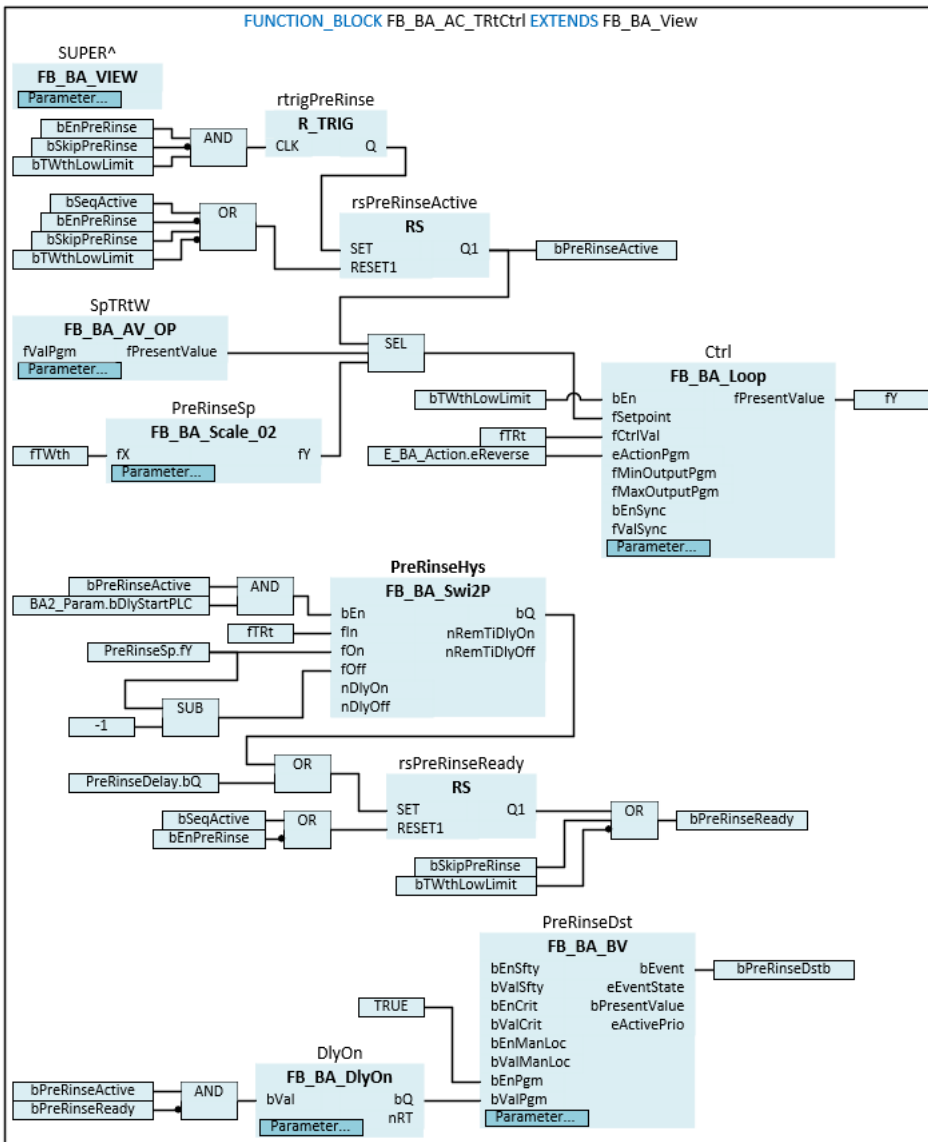 FUNCTION_BLOCK FB_BA_AC_TRtCtrl EXTENDS FB_BA_View
SUPER^
FB_BA_VIEW
Parameter...
rtrigPreRinse
R_TRIG
CLK Q
bEnPreRinse
bSkipPreRinse
bTWthLowLimit
AND
bSeqActive
bEnPreRinse
bSkipPreRinse
bTWthLowLimit
OR
rsPreRinseActive
RS
SET Q1
RESET1
bPreRinseActive
SpTRtW
FB_BA_AV_OP
fValPgm fPresentValue
Parameter...
SEL
PreRinseSp
FB_BA_Scale_02
fTWth
fX fY
Parameter...
Ctrl
FB_BA_Loop
bTWthLowLimit
fTRt
E_BA_Action.eReverse
bEn fPresentValue
fSetpoint
fCtrlVal
eActionPgm
fMinOutputPgm
fMaxOutputPgm
bEnSync
fValSync
Parameter...
fY
PreRinseHys
FB_BA_Swi2P
bPreRinseActive
BA2_Param.bDlyStartPLC
AND
fTRt
PreRinseSp.fY
SUB
-1
bEn bQ
fIn nRemTiDlyOn
fOn nRemTiDlyOff
fOff
nDlyOn
nDlyOff
OR
PreRinseDelay.bQ
bSeqActive
bEnPreRinse
OR
rsPreRinseReady
RS
SET Q1
RESET1
bSkipPreRinse
bTWthLowLimit
OR
bPreRinseReady
PreRinseDst
FB_BA_BV
bEnSfty bEvent
bValSfty eEventState
bEnCrit bPresentValue
bValCrit eActivePrio
bEnManLoc
bValManLoc
bEnPgm
bValPgm
Parameter...
bPreRinseDstb
TRUE
DlyOn
FB_BA_DlyOn
bPreRinseActive
bPreRinseReady
AND
bVal bQ
nRT
Parameter...